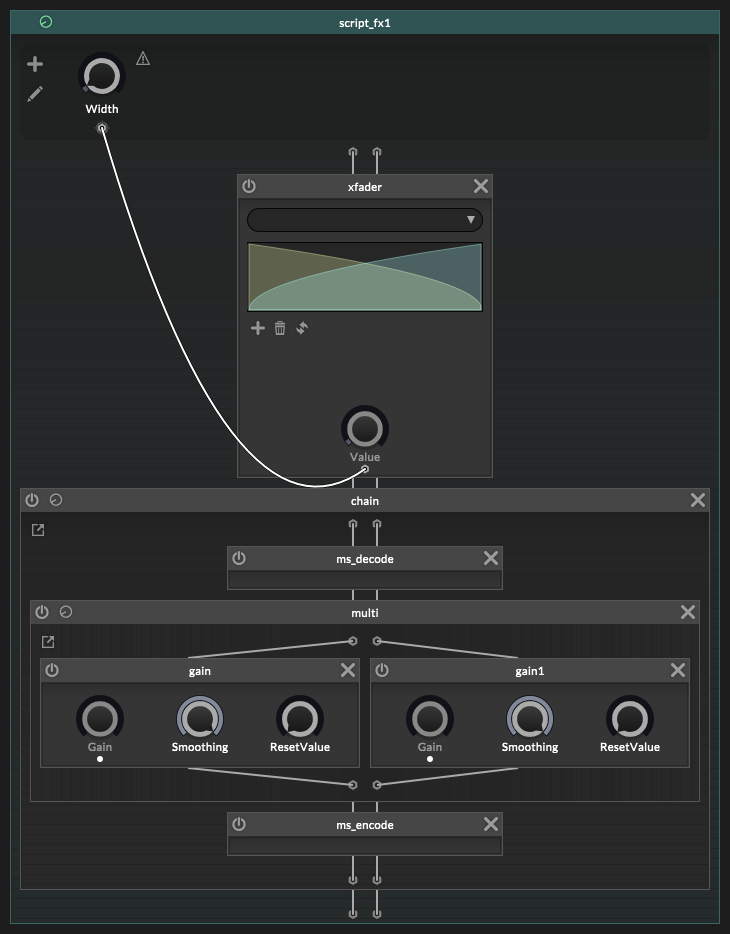 script_fx1
Width
xfader
Value
chain
ms_decode
multi
gain
gain1
Gain
Smoothing
ResetValue
Gain
Smoothing
ResetValue
ms_encode